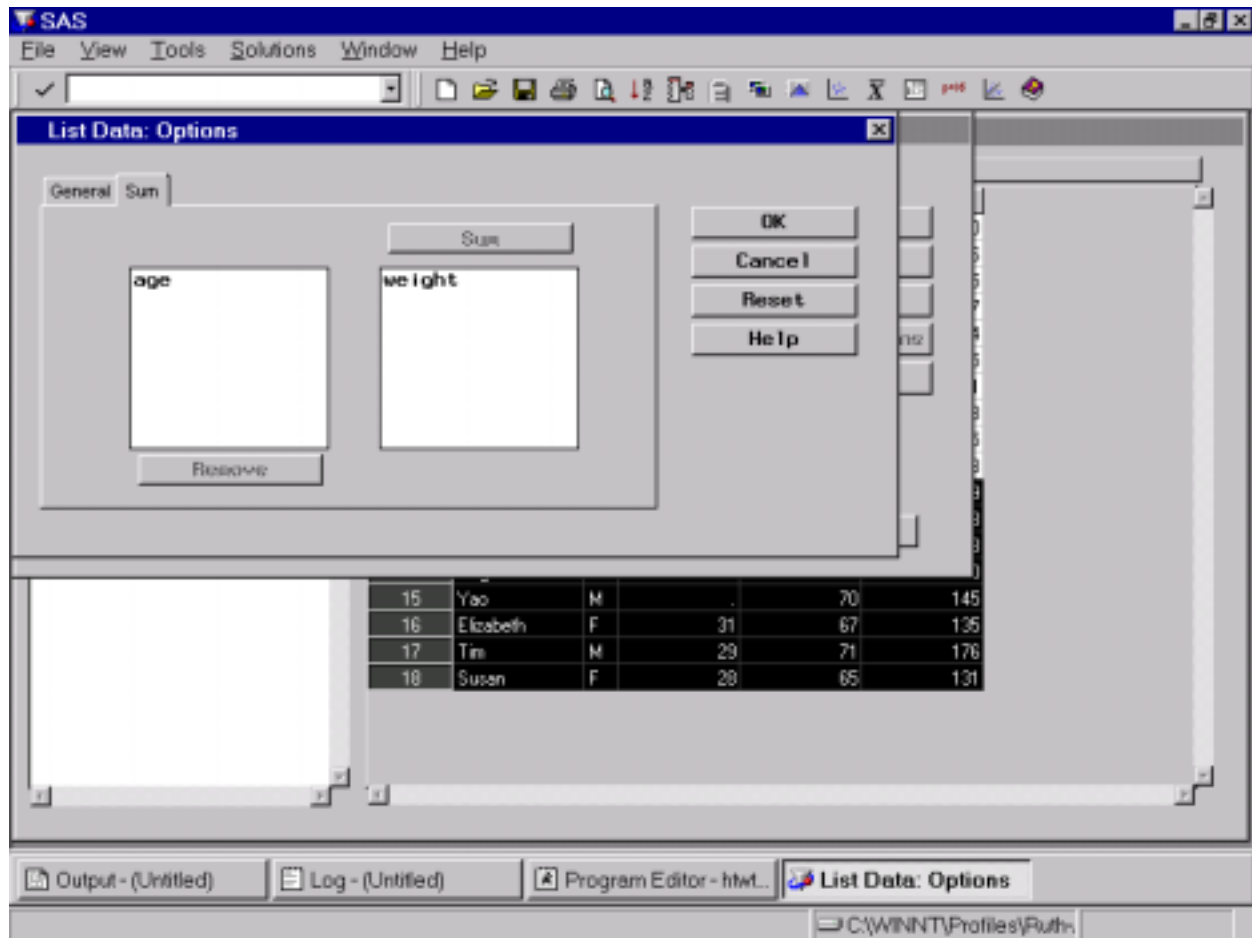 SAS
File View Tools Solutions Window Help
List Data: Options
General Sum
Sum
OK
age
weight
Cancel
Reset
Help
Remove
15 Yao M . 70 145
16 Elizabeth F 31 67 135
17 Tim M 29 71 176
18 Susan F 28 65 131
Output - (Untitled) Log - (Untitled) Program Editor - htwt... List Data: Options
C:\WINNT\Profiles\Ruth